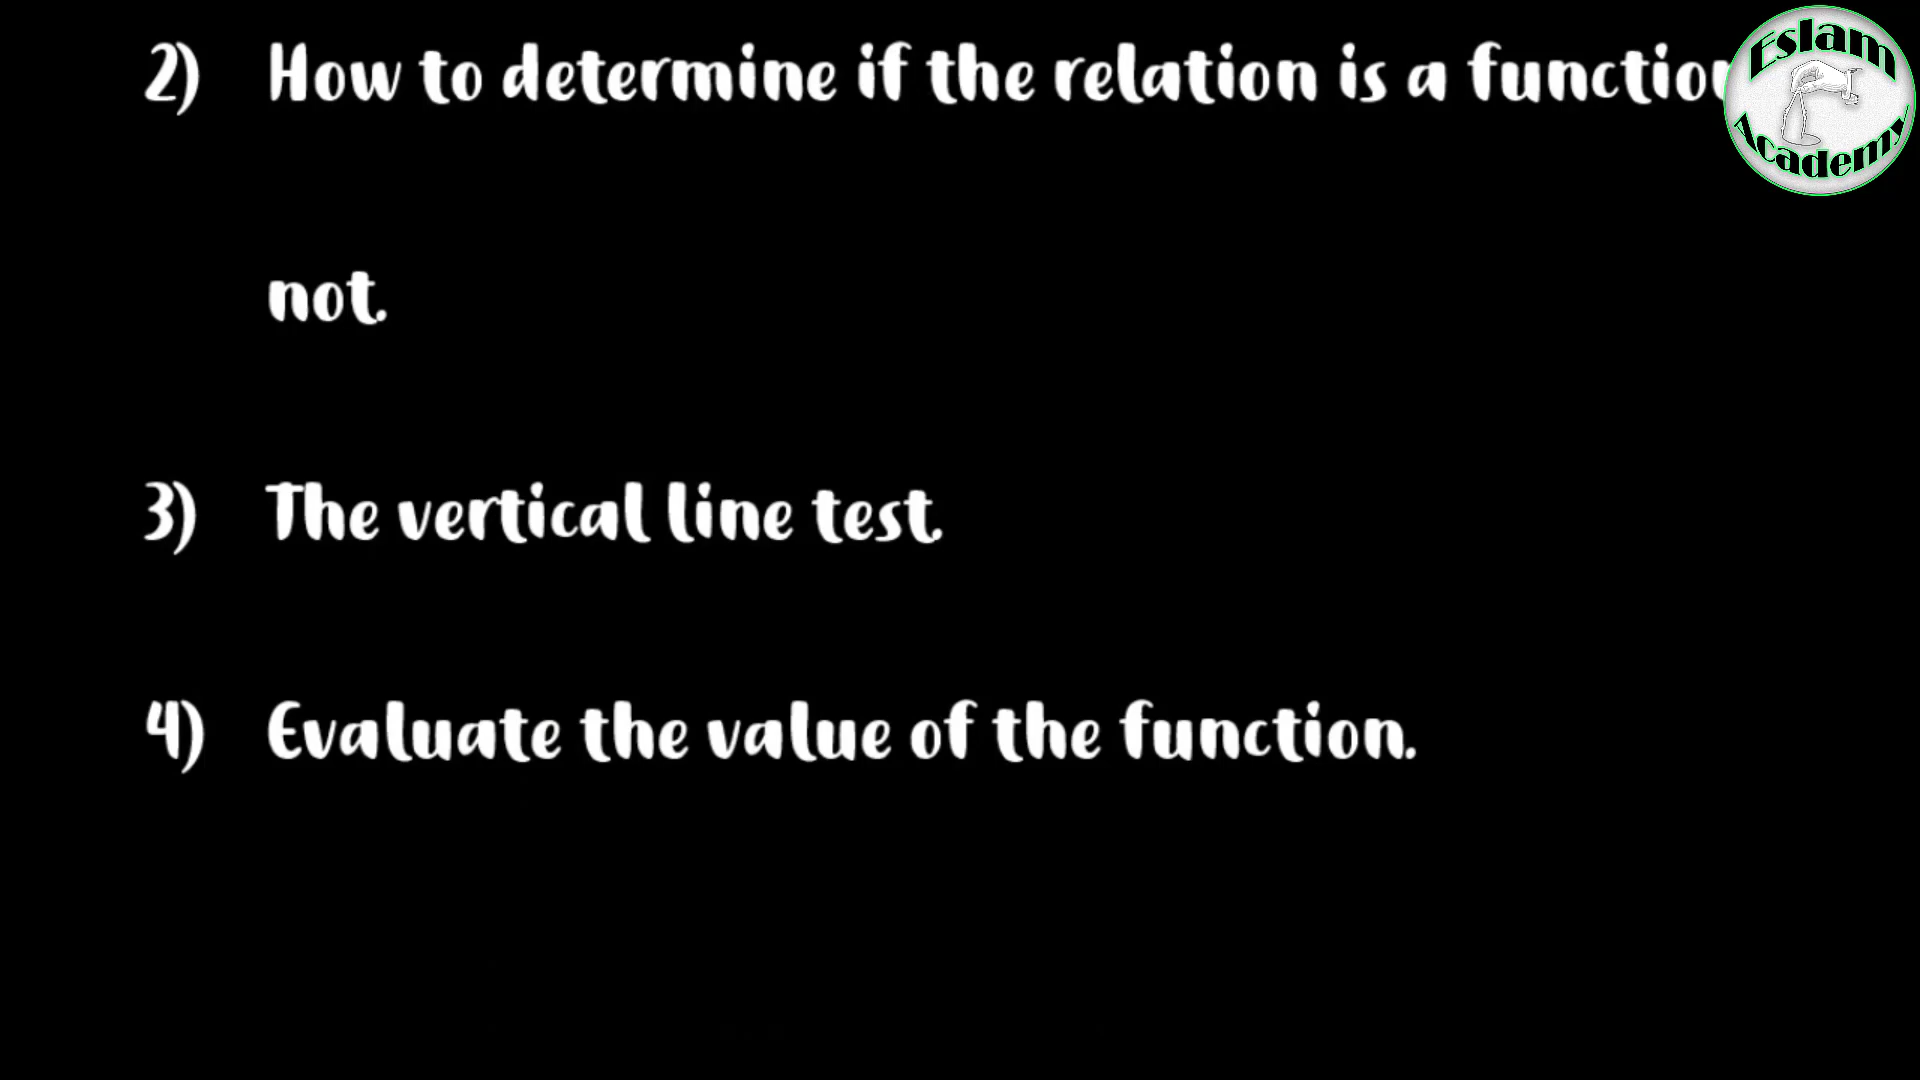 2) How to determine if the relation is a function
not.
3) The vertical line test.
4) Evaluate the value of the function.
Eslam
Academy